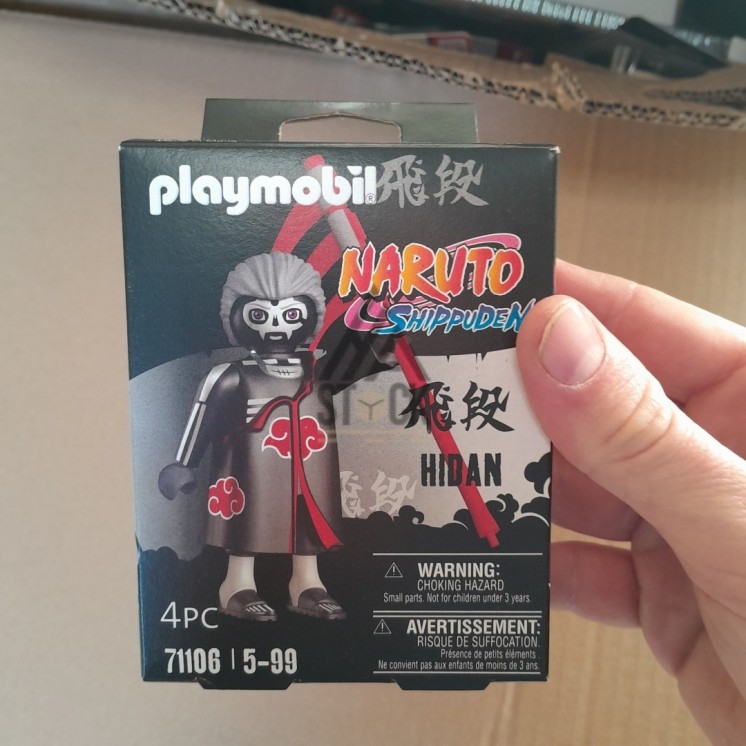 playmobil® 飛段
NARUTO
SHIPPUDEN
飛段
HIDAN
飛段
WARNING:
CHOKING HAZARD
Small parts. Not for children under 3 years.
4PC
71106 | 5-99
AVERTISSEMENT:
RISQUE DE SUFFOCATION.
Présence de petits éléments.
Ne convient pas aux enfants de moins de 3 ans.